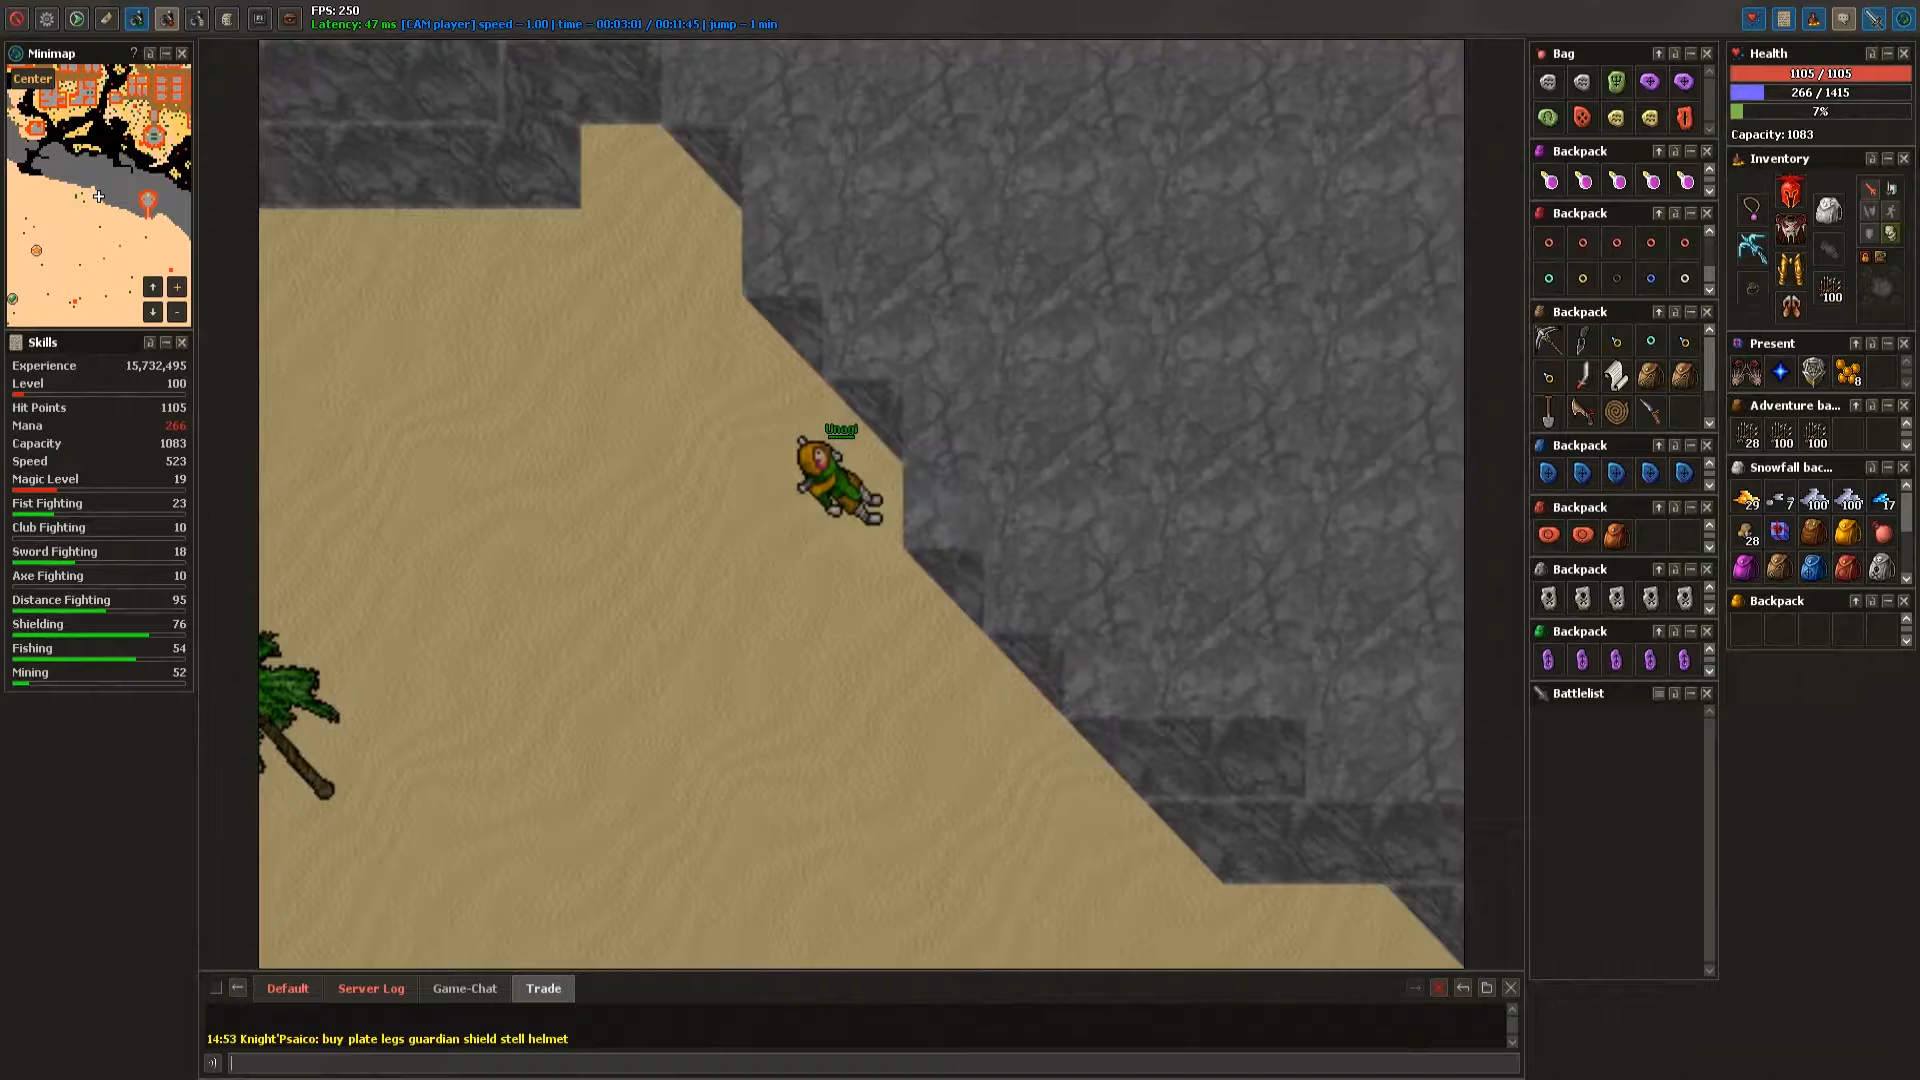 FPS: 250
Latency: 47 ms [CAM player] speed - 1.00 | time - 00:03:01 / 00:11:45 | jump - 1 min
Minimap
?
Center
Skills
Experience 15,732,495
Level 100
Hit Points 1105
Mana 266
Capacity 1083
Speed 523
Magic Level 19
Fist Fighting 23
Club Fighting 10
Sword Fighting 18
Axe Fighting 10
Distance Fighting 95
Shielding 76
Fishing 54
Mining 52
Unagi
Default
Server Log
Game-Chat
Trade
14:53 Knight'Psaico: buy plate legs guardian shield stell helmet
Bag
Backpack
Backpack
Backpack
Backpack
Backpack
Backpack
Backpack
Battlelist
Health
1105 / 1105
266 / 1415
7%
Capacity: 1083
Inventory
100
Present
8
Adventure ba...
28 100 100
Snowfall bac...
29 7 100 100 17
28
Backpack